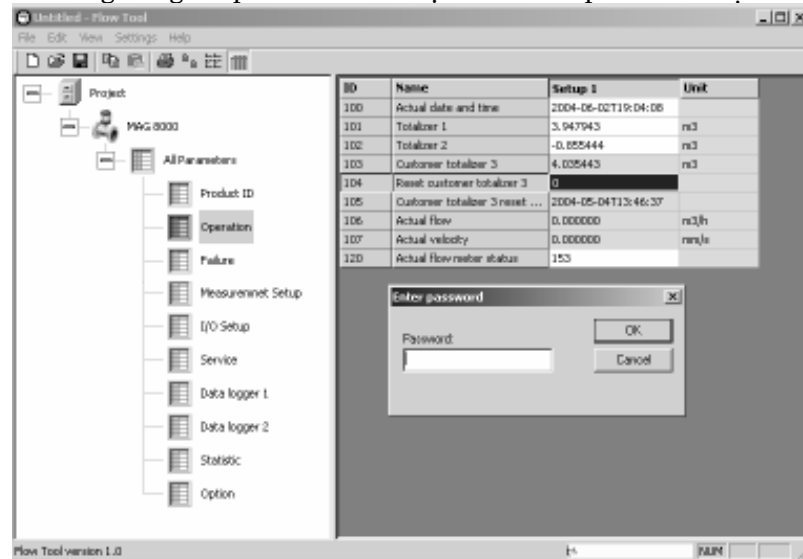 Untitled - Flow Tool
File Edit View Settings Help
Project
MAG 8000
All Parameters
Product ID
Operation
Failure
Measuremnet Setup
I/O Setup
Service
Data logger 1
Data logger 2
Statistic
Option
ID Name Setup 1 Unit
100 Actual date and time 2004-06-02T19:04:08
101 Totalizer 1 3.947943 m3
102 Totalizer 2 -0.855444 m3
103 Customer totalizer 3 4.035443 m3
104 Reset customer totalizer 3 0
105 Customer totalizer 3 reset ... 2004-05-04T13:46:37
106 Actual flow 0.000000 m3/h
107 Actual velocity 0.000000 mm/s
120 Actual flow meter status 153
Enter password
Password:
OK
Cancel
Flow Tool version 1.0
NUM